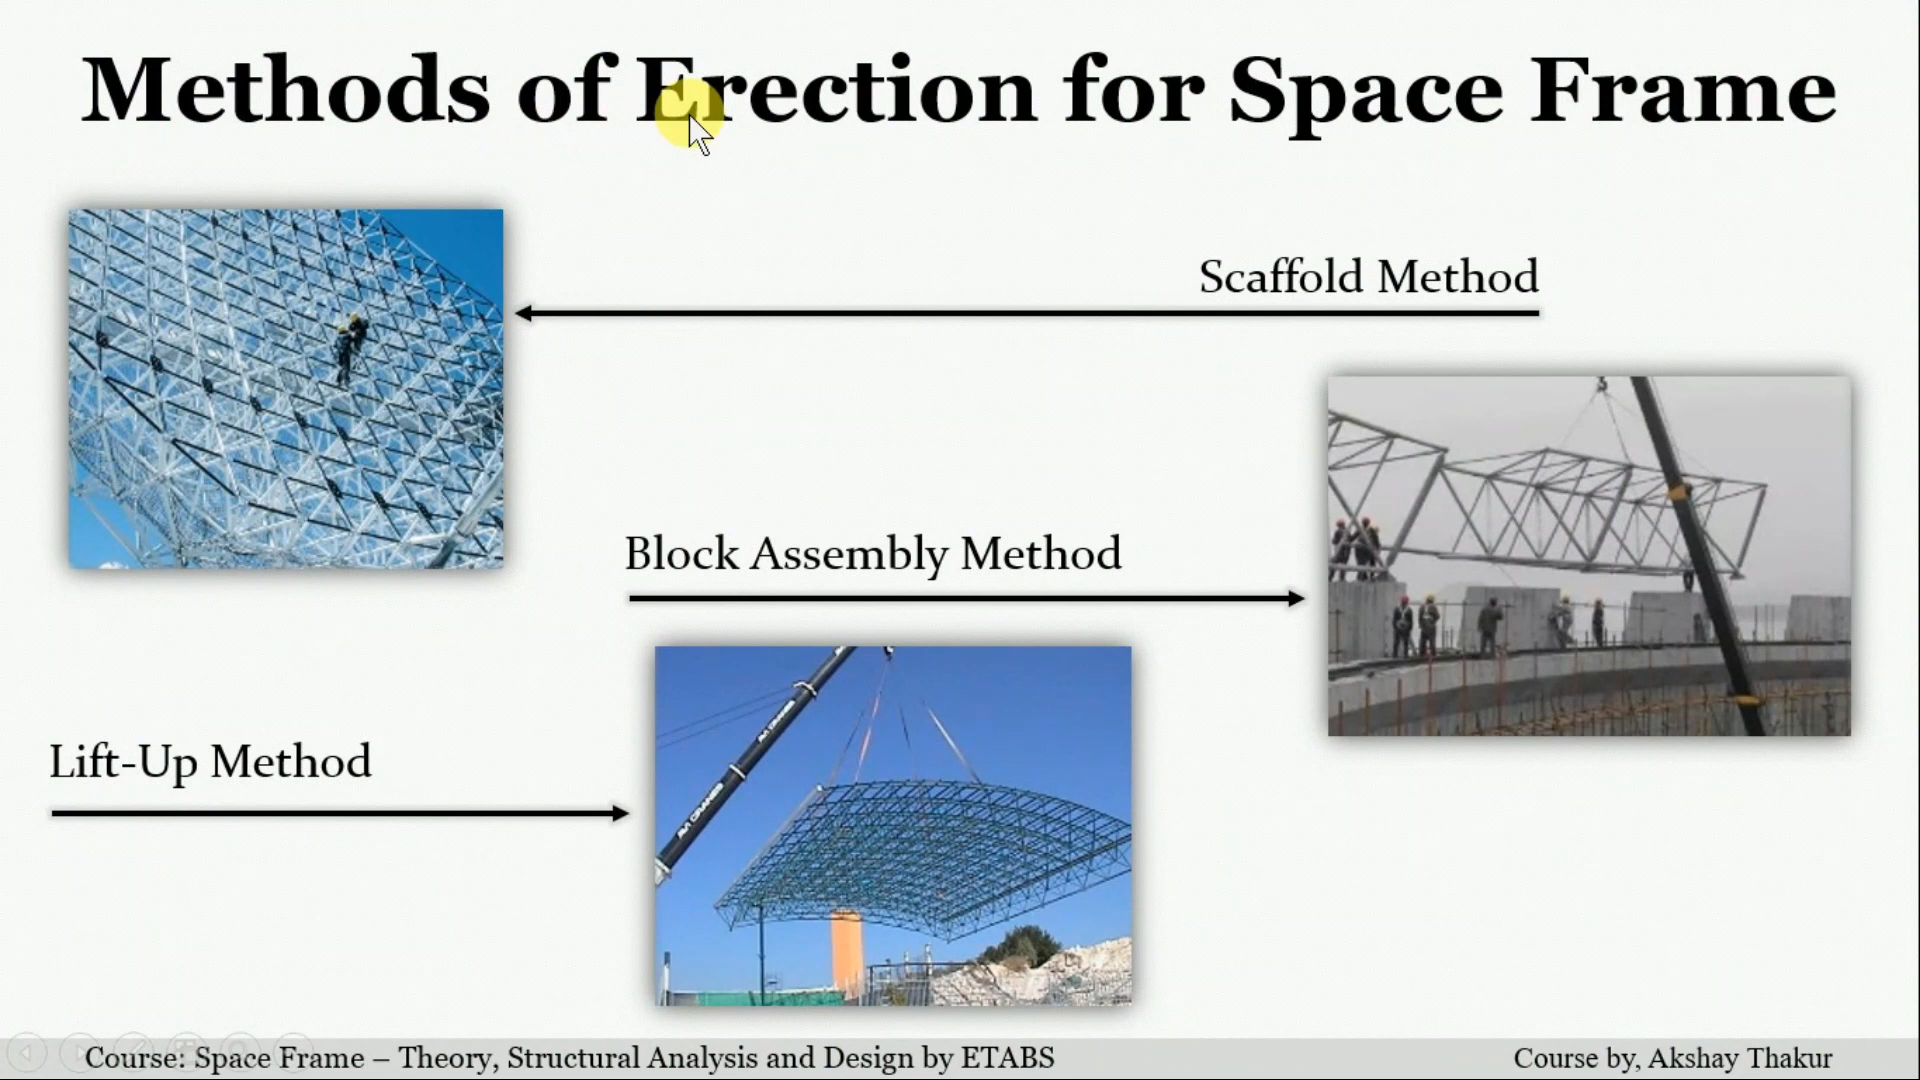 Methods of Erection for Space Frame
Scaffold Method
Block Assembly Method
Lift-Up Method
Course: Space Frame – Theory, Structural Analysis and Design by ETABS
Course by, Akshay Thakur